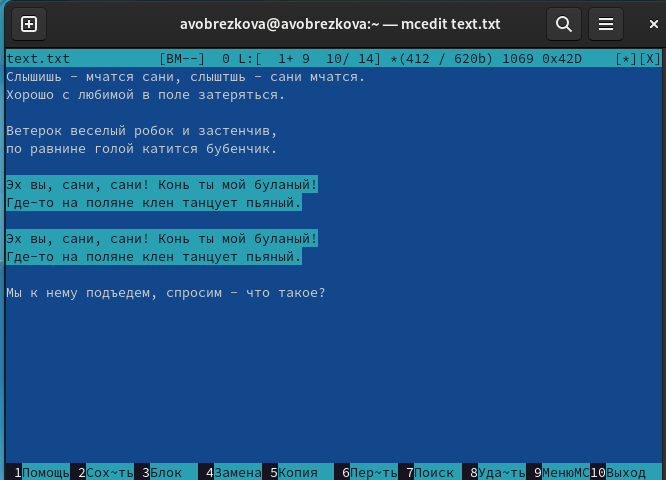 avobrezkova@avobrezkova:~ — mcedit text.txt
text.txt [BM--] 0 L:[ 1+ 9 10/ 14] *(412 / 620b) 1069 0x42D [*][X]
Слышишь - мчатся сани, слыштшь - сани мчатся.
Хорошо с любимой в поле затеряться.
Ветерок веселый робок и застенчив,
по равнине голой катится бубенчик.
Эх вы, сани, сани! Конь ты мой буланый!
Где-то на поляне клен танцует пьяный.
Эх вы, сани, сани! Конь ты мой буланый!
Где-то на поляне клен танцует пьяный.
Мы к нему подъедем, спросим - что такое?
1Помощь 2Сох~ть 3Блок 4Замена 5Копия 6Пер~ть 7Поиск 8Уда~ть 9МенюMC 10Выход